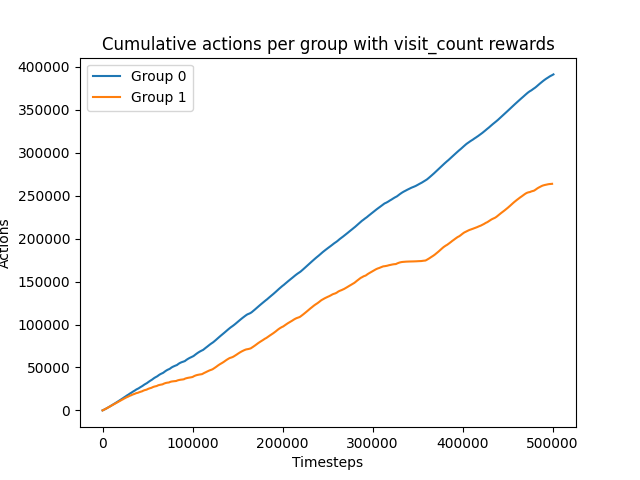 Cumulative actions per group with visit_count rewards
Group 0
Group 1
400000
350000
300000
250000
200000
150000
100000
50000
0
Actions
0 100000 200000 300000 400000 500000
Timesteps